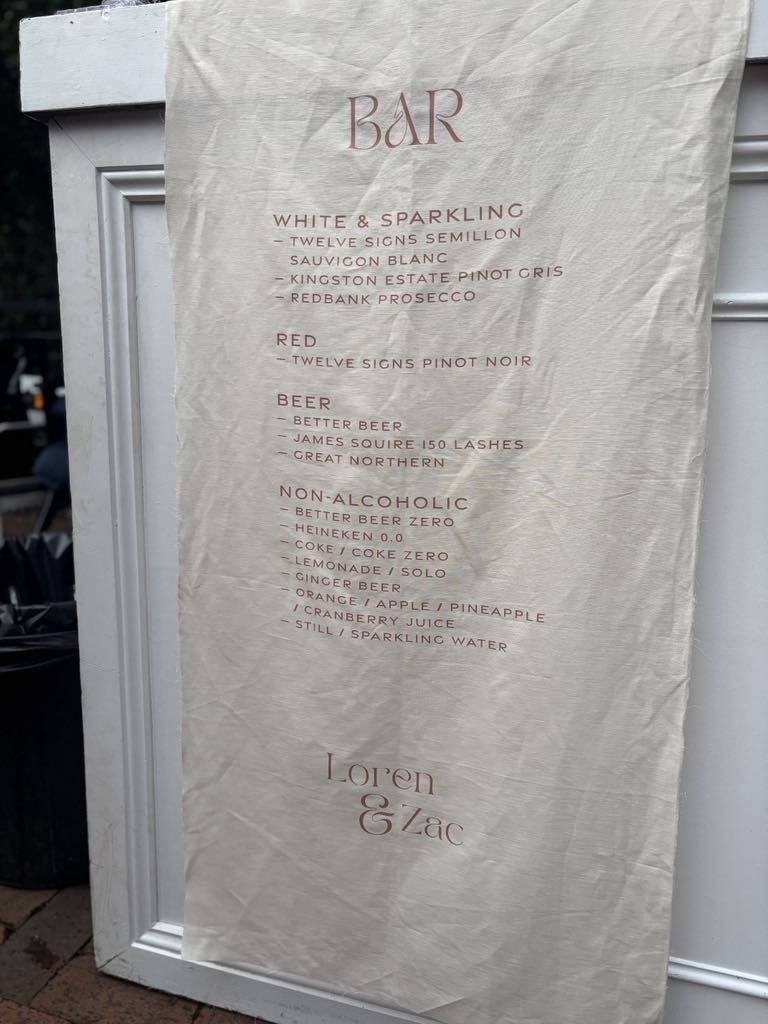 BAR
WHITE & SPARKLING
– TWELVE SIGNS SEMILLON
SAUVIGON BLANC
– KINGSTON ESTATE PINOT GRIS
– REDBANK PROSECCO
RED
– TWELVE SIGNS PINOT NOIR
BEER
– BETTER BEER
– JAMES SQUIRE 150 LASHES
– GREAT NORTHERN
NON-ALCOHOLIC
– BETTER BEER ZERO
– HEINEKEN 0.0
– COKE / COKE ZERO
– LEMONADE / SOLO
– GINGER BEER
– ORANGE / APPLE / PINEAPPLE
/ CRANBERRY JUICE
– STILL / SPARKLING WATER
Loren
& Zac